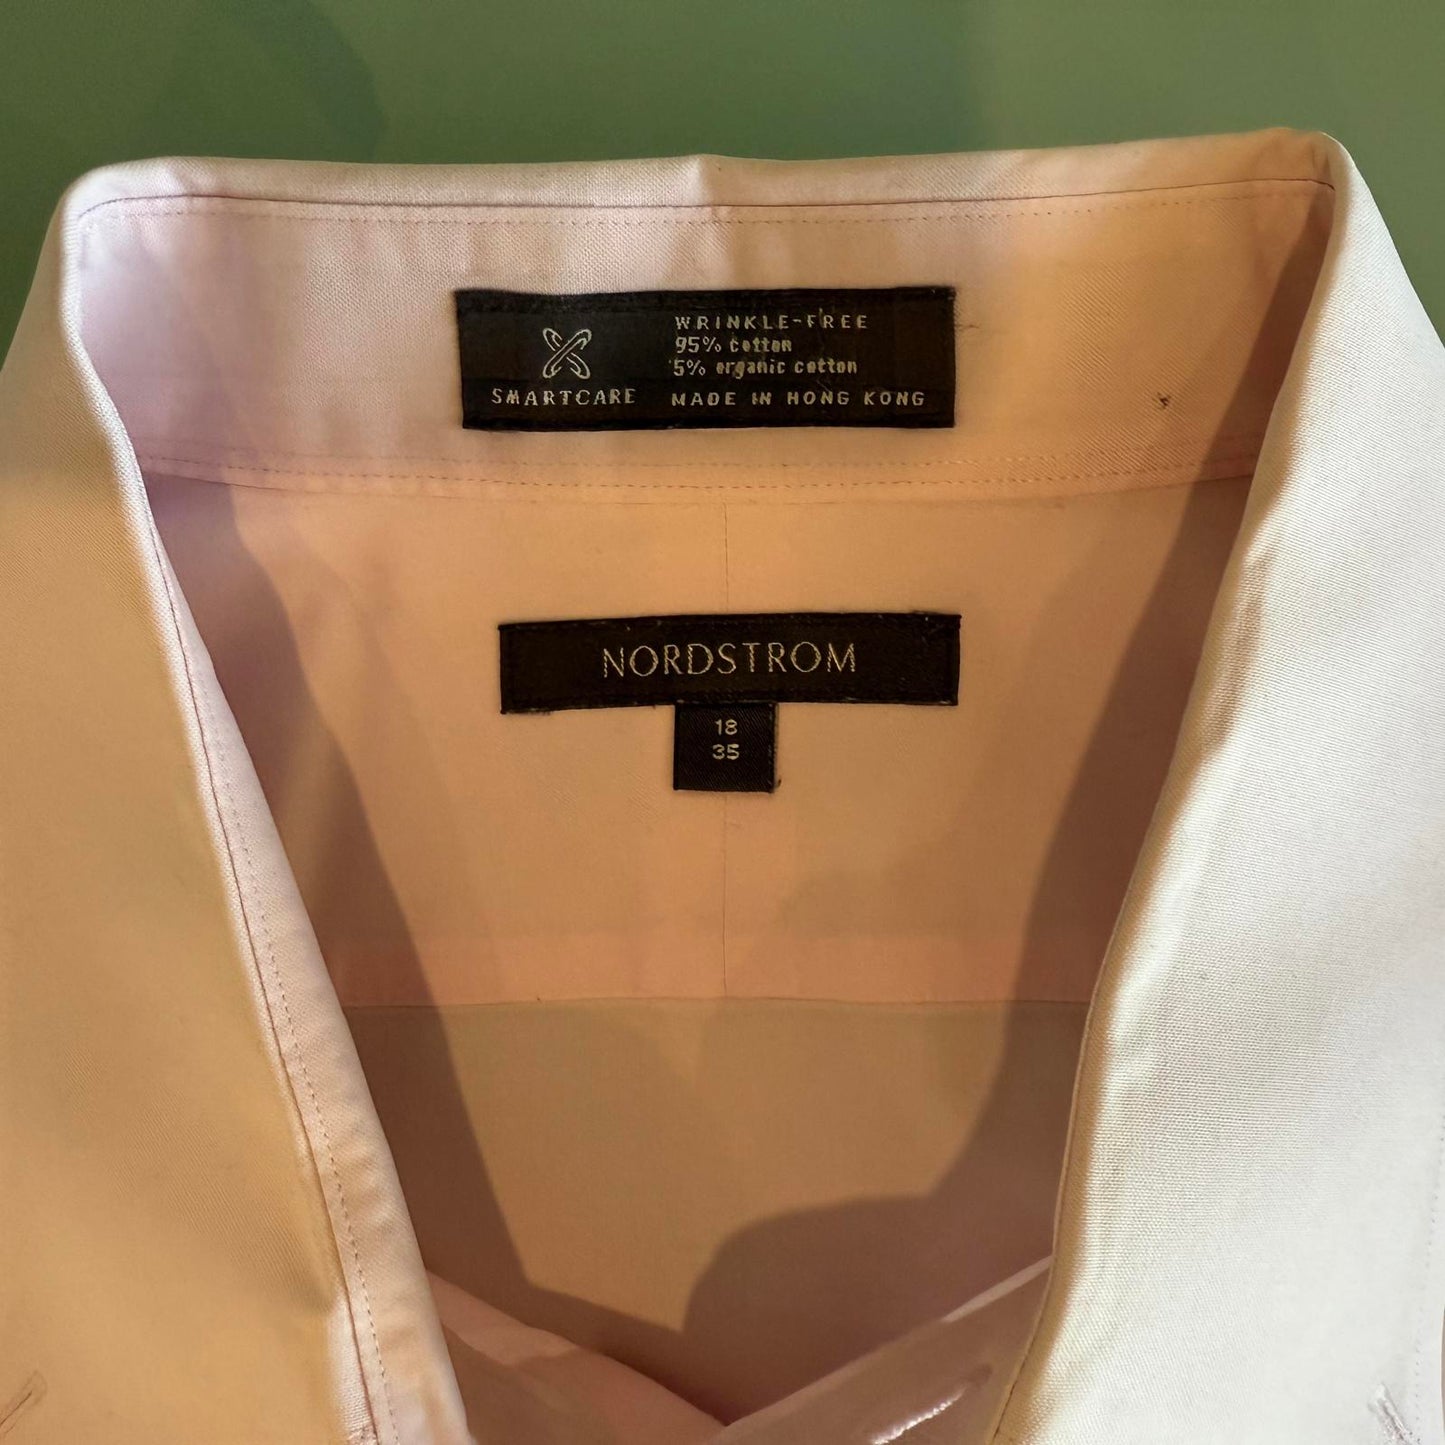 WRINKLE-FREE
95% cotton
5% organic cotton
SMARTCARE
MADE IN HONG KONG
NORDSTROM
18
35